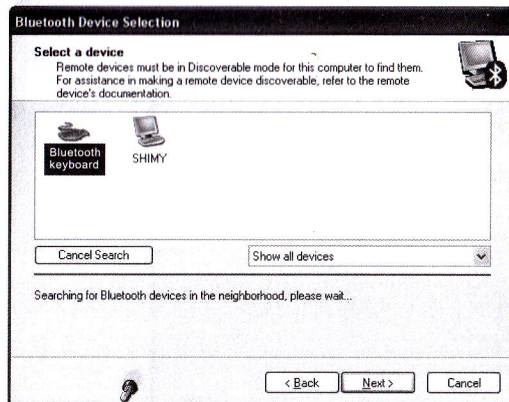 Bluetooth Device Selection
Select a device
Remote devices must be in Discoverable mode for this computer to find them.
For assistance in making a remote device discoverable, refer to the remote
device's documentation.
Bluetooth
keyboard
SHIMY
Cancel Search
Show all devices
Searching for Bluetooth devices in the neighborhood, please wait...
< Back
Next >
Cancel